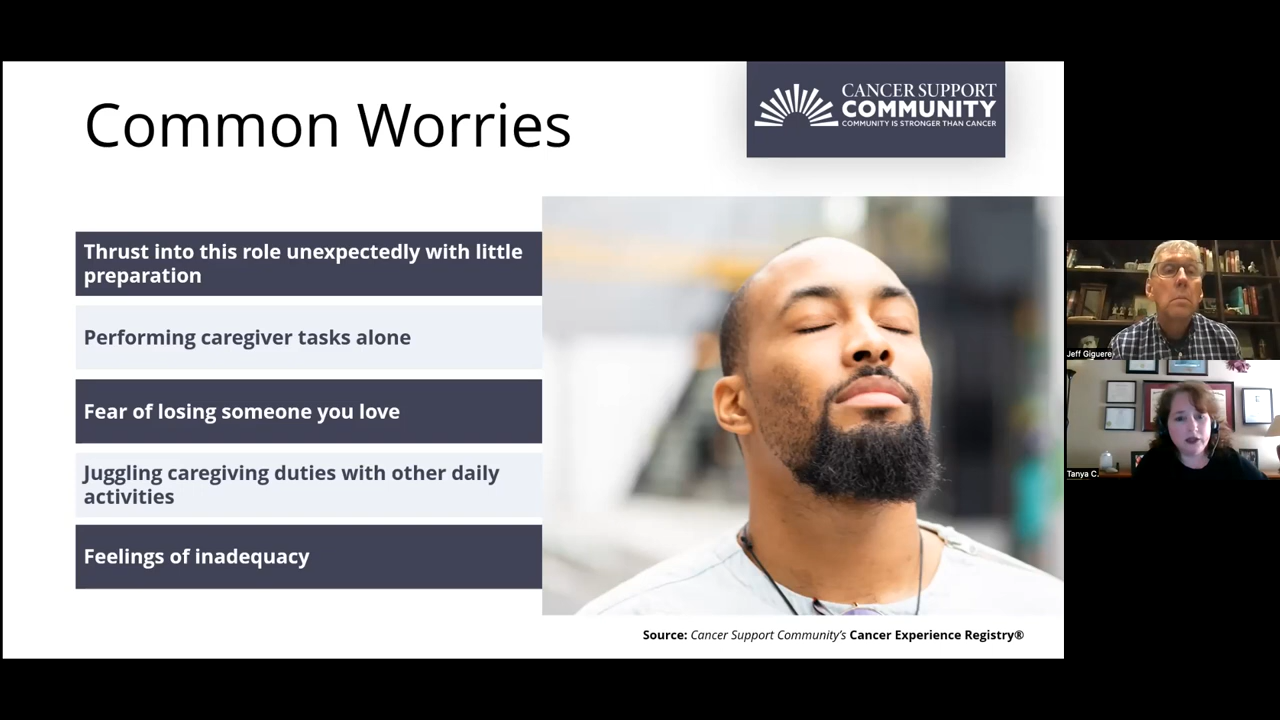 Common Worries
CANCER SUPPORT
COMMUNITY
COMMUNITY IS STRONGER THAN CANCER
Thrust into this role unexpectedly with little
preparation
Performing caregiver tasks alone
Fear of losing someone you love
Juggling caregiving duties with other daily
activities
Feelings of inadequacy
Source: Cancer Support Community's Cancer Experience Registry®
Jeff Giguere
Tanya C.